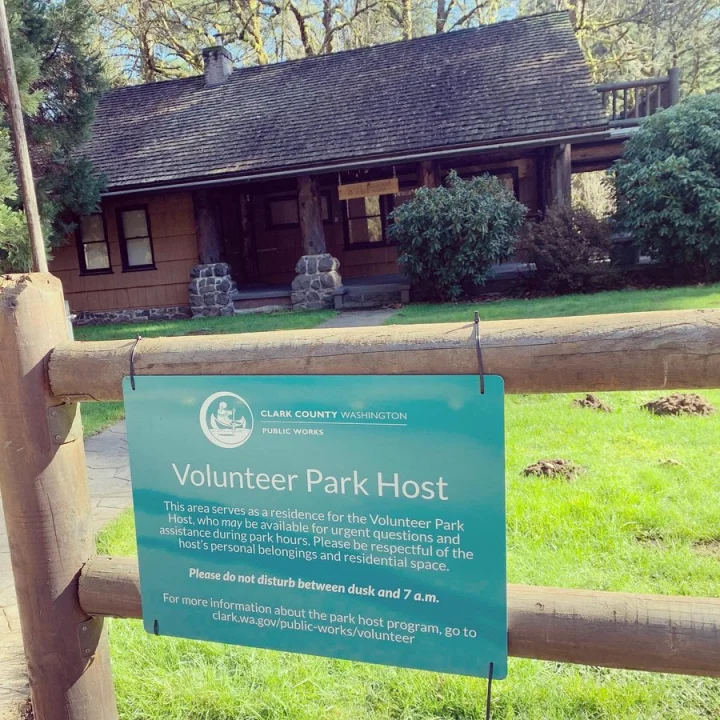 CLARK COUNTY WASHINGTON
PUBLIC WORKS
Volunteer Park Host
This area serves as a residence for the Volunteer Park
Host, who may be available for urgent questions and
assistance during park hours. Please be respectful of the
host's personal belongings and residential space.
Please do not disturb between dusk and 7 a.m.
For more information about the park host program, go to
clark.wa.gov/public-works/volunteer